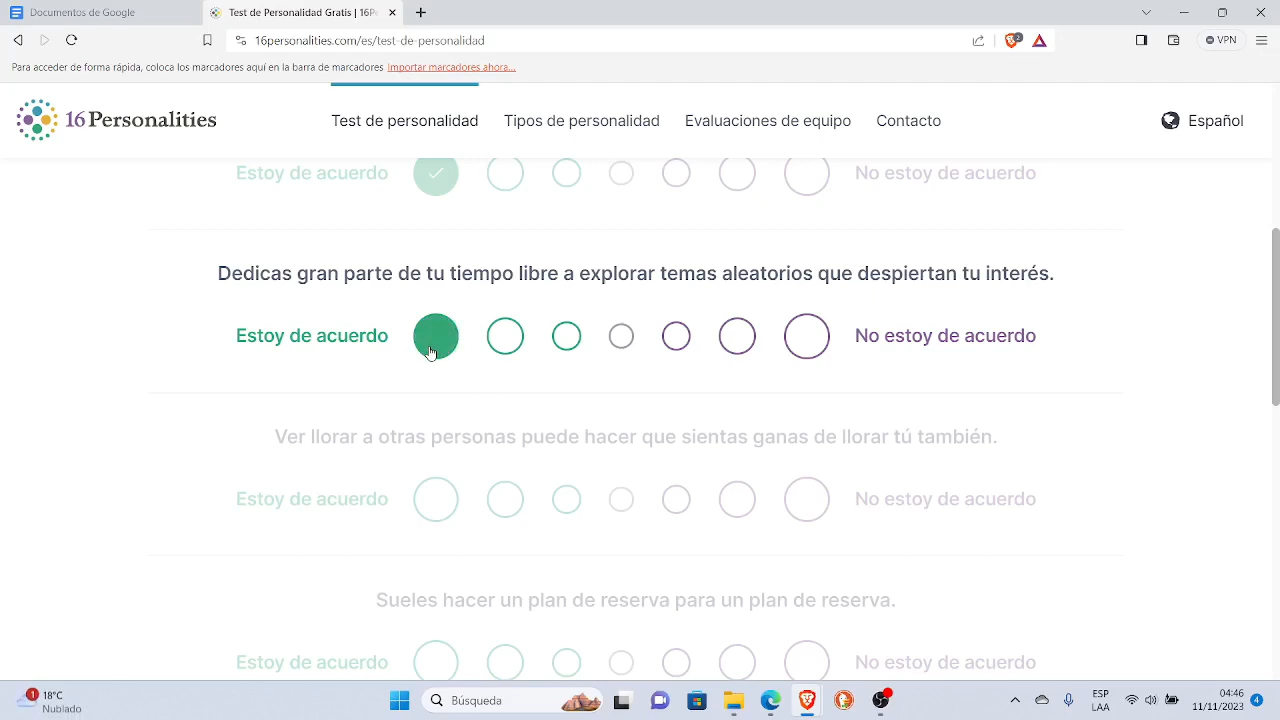 Documentos de Google
Test de Personalidad Gratis | 16P
16personalities.com/es/test-de-personalidad
2
VPN
Para acceder de forma rápida, coloca los marcadores aquí en la barra de marcadores Importar marcadores ahora...
16Personalities
Test de personalidad
Tipos de personalidad
Evaluaciones de equipo
Contacto
Español
Estoy de acuerdo
No estoy de acuerdo
Dedicas gran parte de tu tiempo libre a explorar temas aleatorios que despiertan tu interés.
Estoy de acuerdo
No estoy de acuerdo
Ver llorar a otras personas puede hacer que sientas ganas de llorar tú también.
Estoy de acuerdo
No estoy de acuerdo
Sueles hacer un plan de reserva para un plan de reserva.
Estoy de acuerdo
No estoy de acuerdo
1
18°C
Nublado
Búsqueda
ESP
LAA
04:46
11/11/2023
4